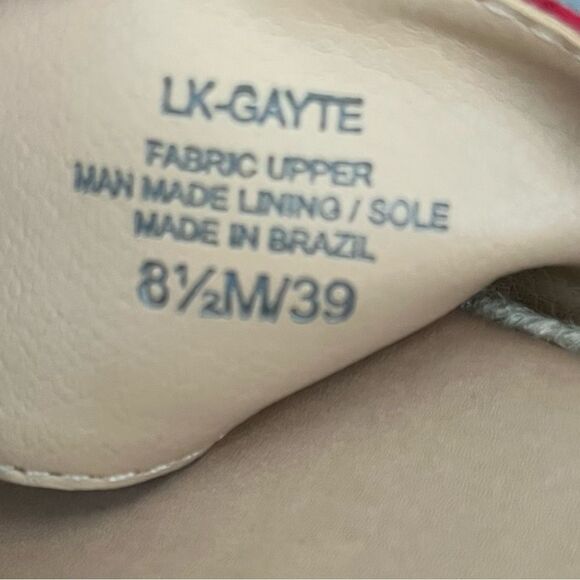 LK-GAYTE
FABRIC UPPER
MAN MADE LINING / SOLE
MADE IN BRAZIL
8½M/39